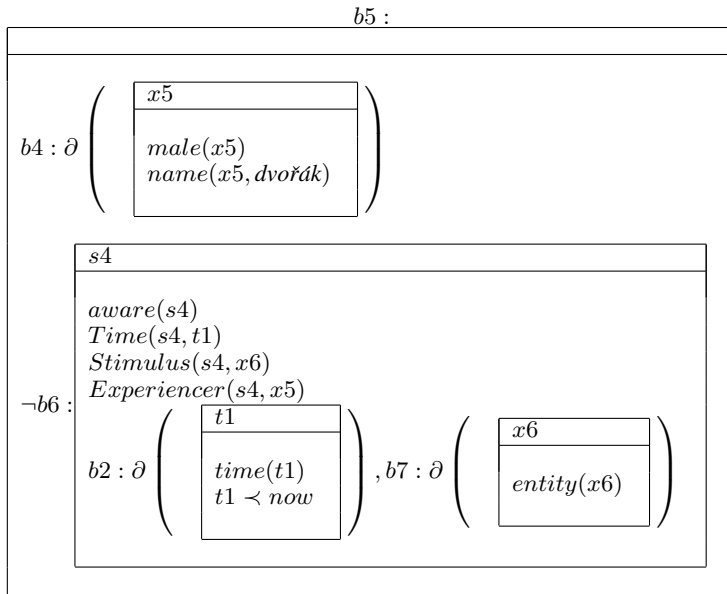 b5 :
x5
b4 : ∂
male(x5)
name(x5, dvořák)
s4
aware(s4)
Time(s4, t1)
Stimulus(s4, x6)
Experiencer(s4, x5)
¬b6 :
t1
x6
b2 : ∂
time(t1)
t1 ≺ now
, b7 : ∂
entity(x6)